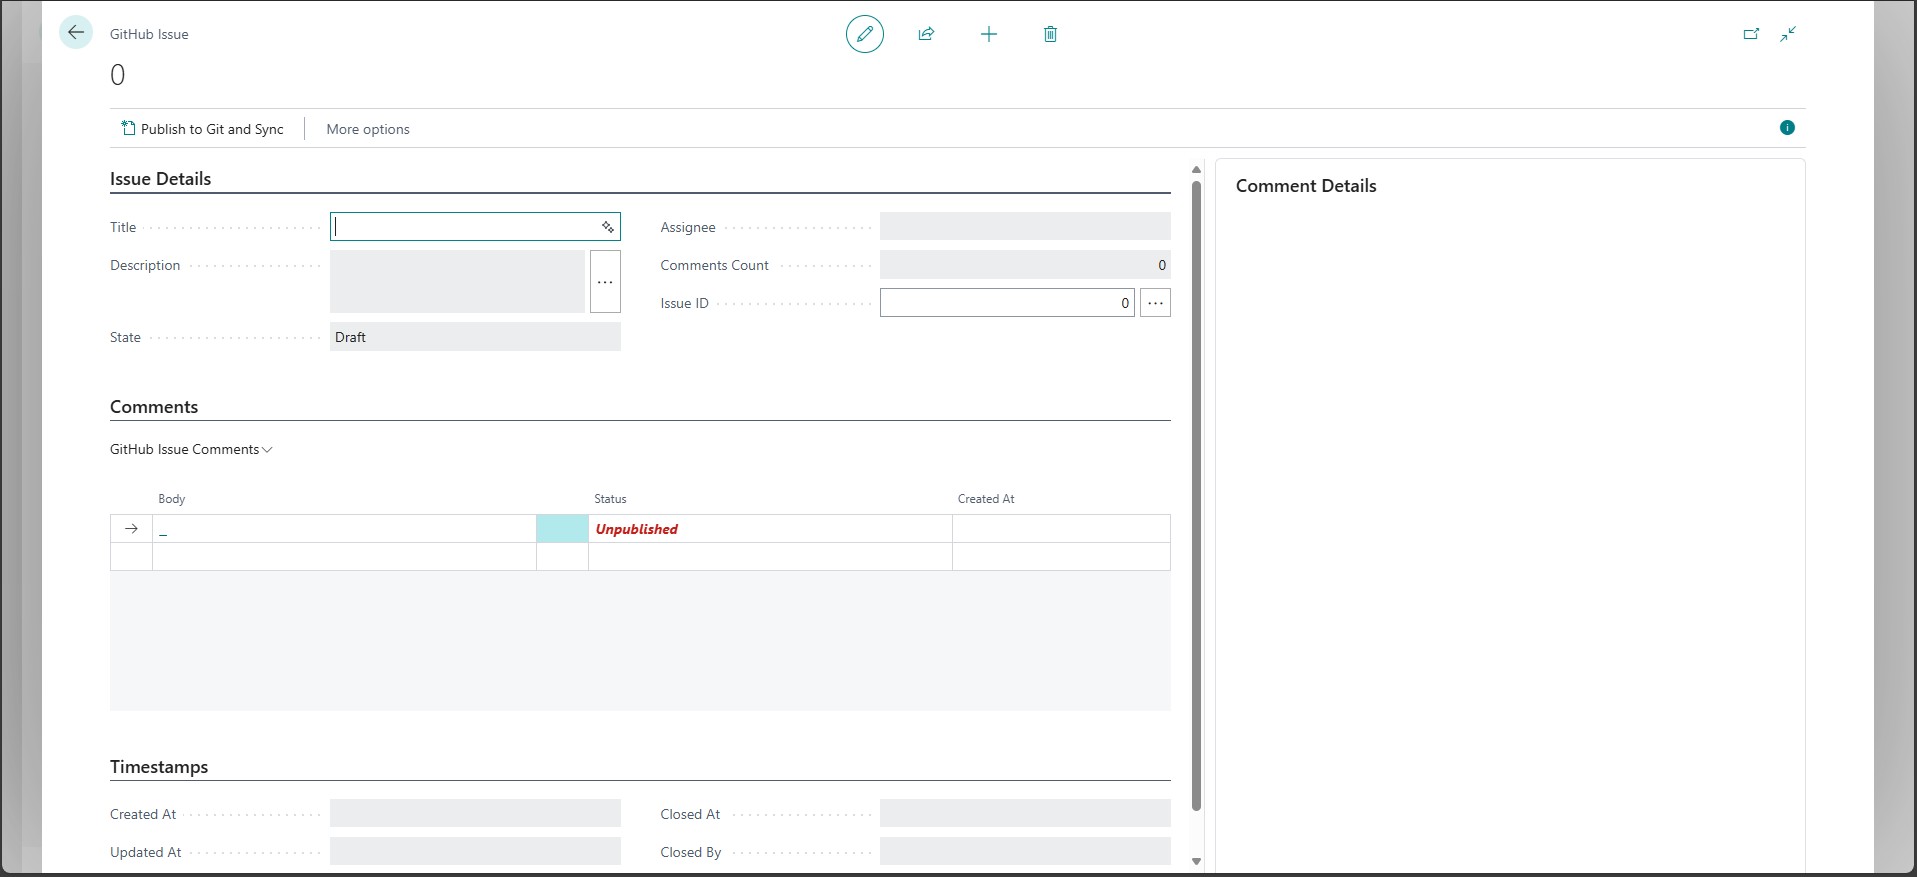 GitHub Issue
0
Publish to Git and Sync
More options
Issue Details
Title
Description
...
State
Draft
Assignee
Comments Count
0
Issue ID
0
...
Comments
GitHub Issue Comments
Body
Status
Created At
_
Unpublished
Timestamps
Created At
Updated At
Closed At
Closed By
Comment Details